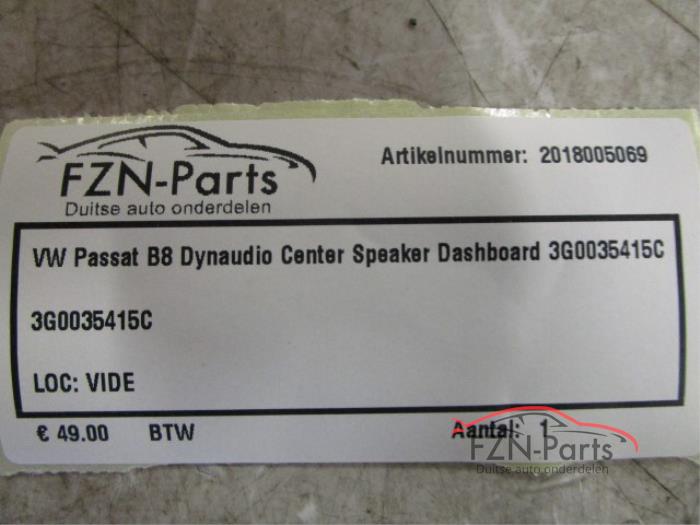 FZN-Parts
Duitse auto onderdelen
Artikelnummer: 2018005069
VW Passat B8 Dynaudio Center Speaker Dashboard 3G0035415C
3G0035415C
LOC: VIDE
€ 49.00 BTW Aantal: 1
FZN-Parts
Duitse auto onderdelen